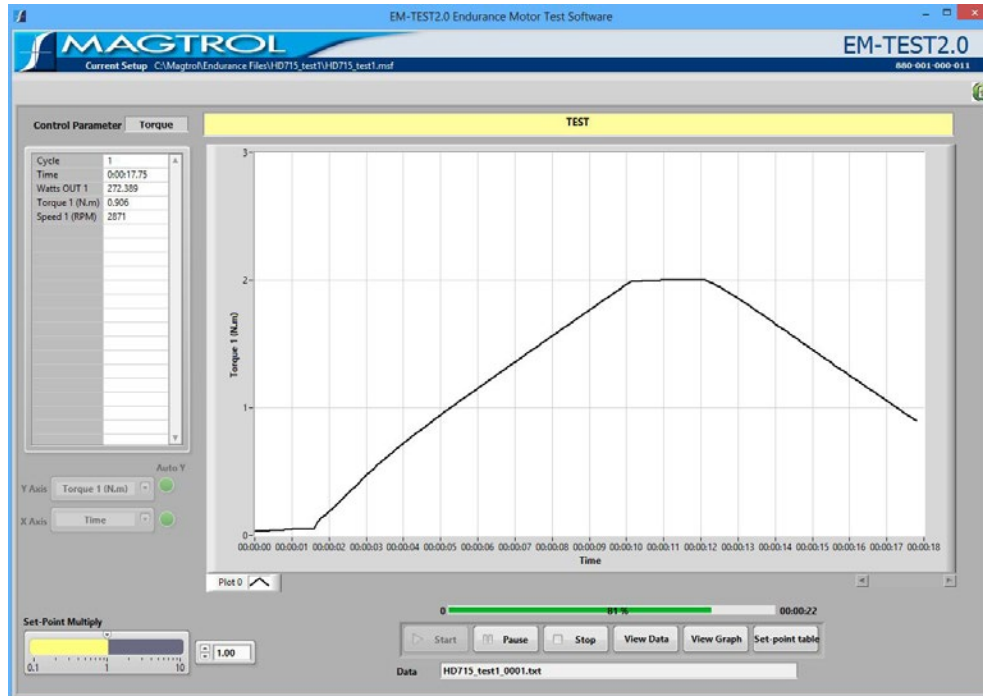 EM-TEST2.0 Endurance Motor Test Software
MAGTROL
EM-TEST2.0
Current Setup C:\Magtrol\Endurance Files\HD715_test1\HD715_test1.msf
880-001-000-011
Control Parameter Torque
TEST
Cycle 1
Time 0:00:17.75
Watts OUT 1 272.389
Torque 1 (N.m) 0.906
Speed 1 (RPM) 2871
3
2
1
0
Torque 1 (N.m)
00:00:00 00:00:01 00:00:02 00:00:03 00:00:04 00:00:05 00:00:06 00:00:07 00:00:08 00:00:09 00:00:10 00:00:11 00:00:12 00:00:13 00:00:14 00:00:15 00:00:16 00:00:17 00:00:18
Time
Auto Y
Y Axis Torque 1 (N.m)
X Axis Time
Plot 0
0 81 % 00:00:22
Set-Point Multiply
0.1 1 10
1.00
Start Pause Stop View Data View Graph Set-point table
Data HD715_test1_0001.txt